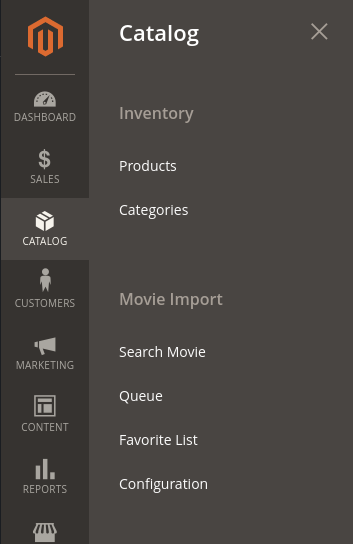 Catalog
DASHBOARD
SALES
CATALOG
CUSTOMERS
MARKETING
CONTENT
REPORTS
Inventory
Products
Categories
Movie Import
Search Movie
Queue
Favorite List
Configuration